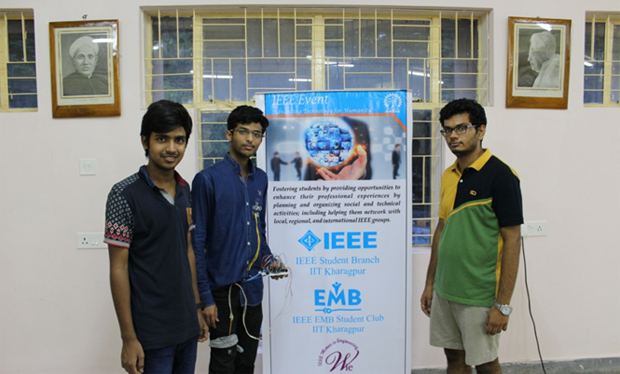 IEEE Event
Fostering students by providing opportunities to
enhance their professional experiences by
planning and organizing social and technical
activities; including helping them network with
local, regional, and international IEEE groups.
IEEE
IEEE Student Branch
IIT Kharagpur
EMB
IEEE EMB Student Club
IIT Kharagpur
IEEE Women in Engineering
WIE